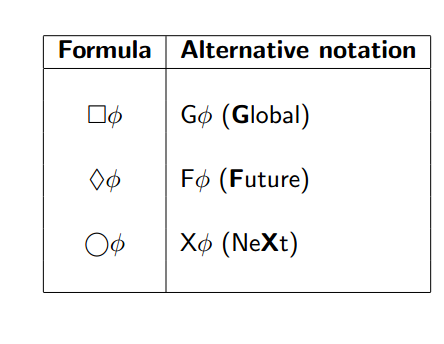 Formula Alternative notation
□ϕ Gϕ (Global)
◊ϕ Fϕ (Future)
○ϕ Xϕ (NeXt)